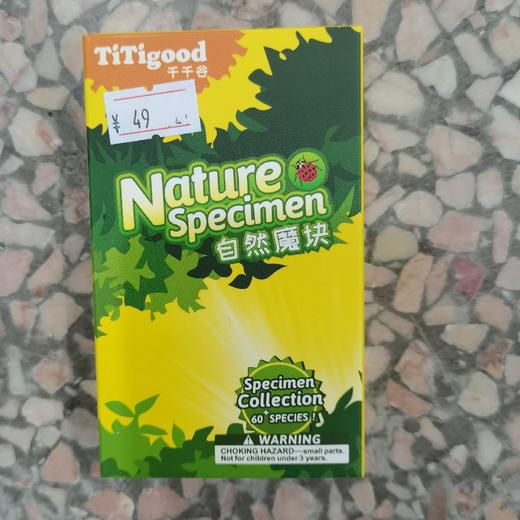 TiTigood
千千谷
¥ 49
Nature
Specimen
自然魔块
Specimen
Collection
60+ SPECIES!
WARNING
CHOKING HAZARD—small parts.
Not for children under 3 years.